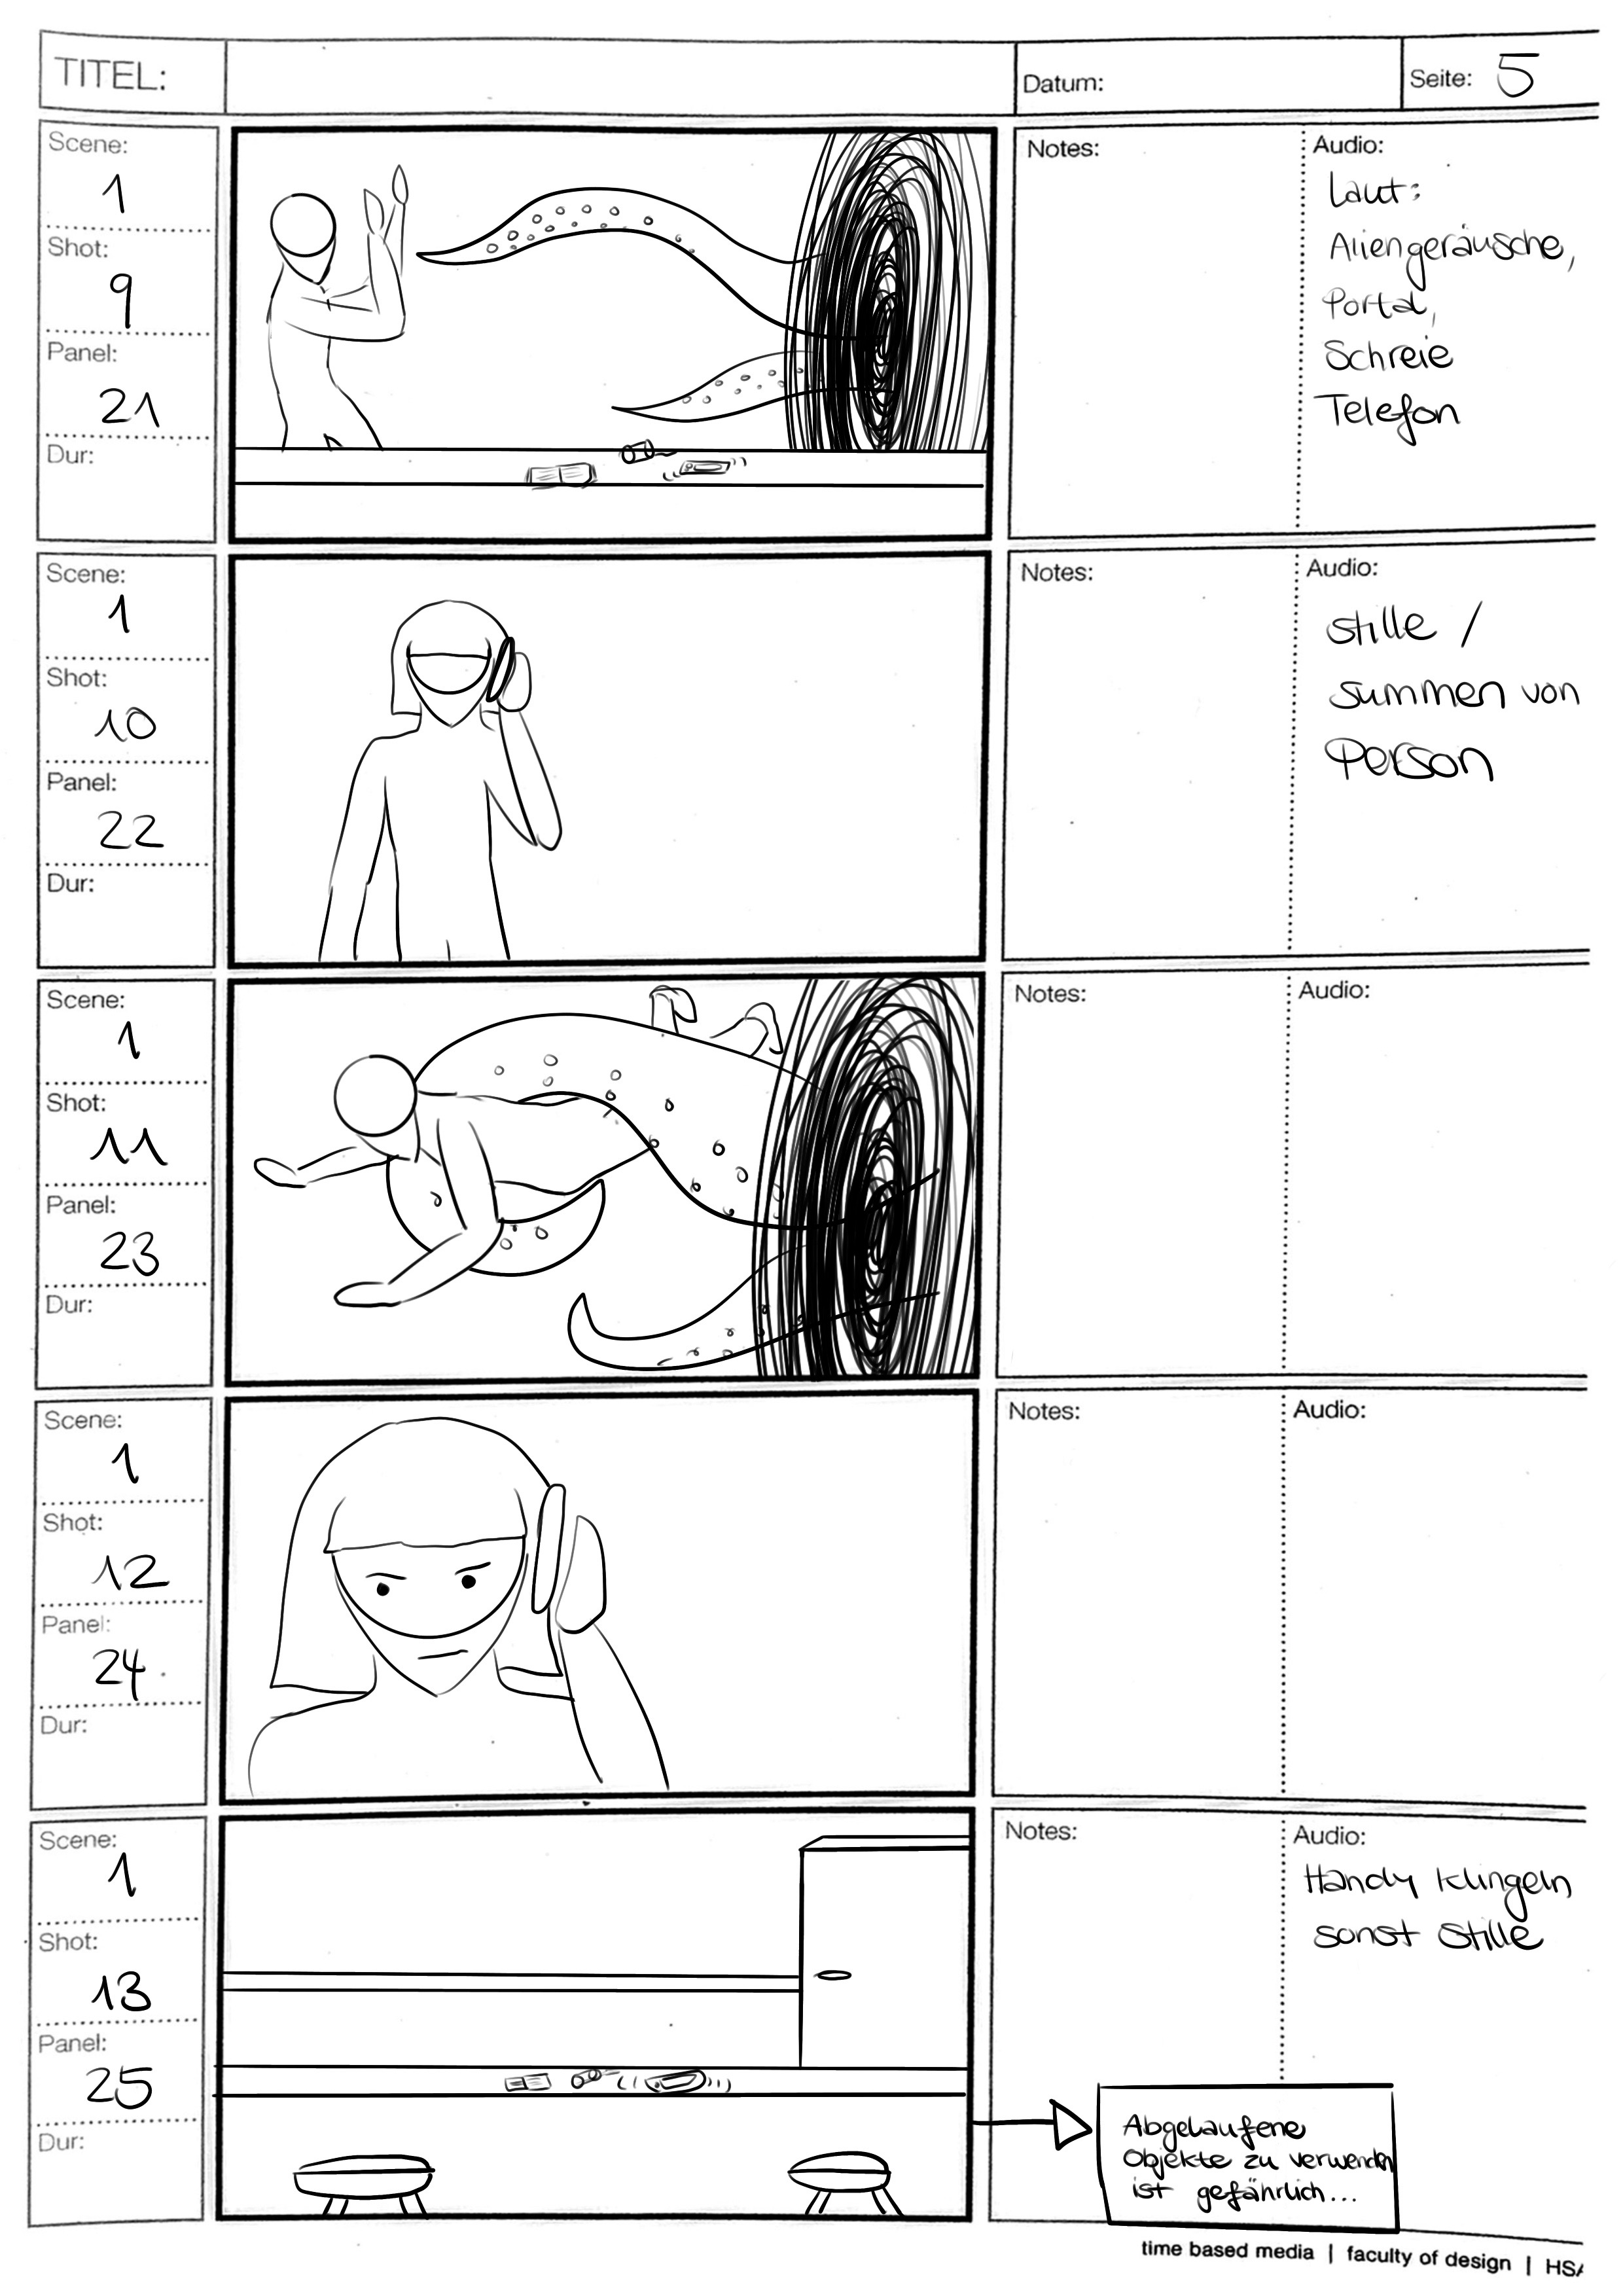 TITEL:
Datum:
Seite: 5
Scene:
1
Shot:
9
Panel:
21
Dur:
Notes:
Audio:
Laut:
Aliengeräusche,
Portal,
Schreie
Telefon
Scene:
1
Shot:
10
Panel:
22
Dur:
Notes:
Audio:
stille /
summen von
Person
Scene:
1
Shot:
11
Panel:
23
Dur:
Notes:
Audio:
Scene:
1
Shot:
12
Panel:
24
Dur:
Notes:
Audio:
Scene:
1
Shot:
13
Panel:
25
Dur:
Notes:
Audio:
Handy klingeln
sonst Stille
Abgelaufene
Objekte zu verwenden
ist gefährlich...
time based media | faculty of design | HSA